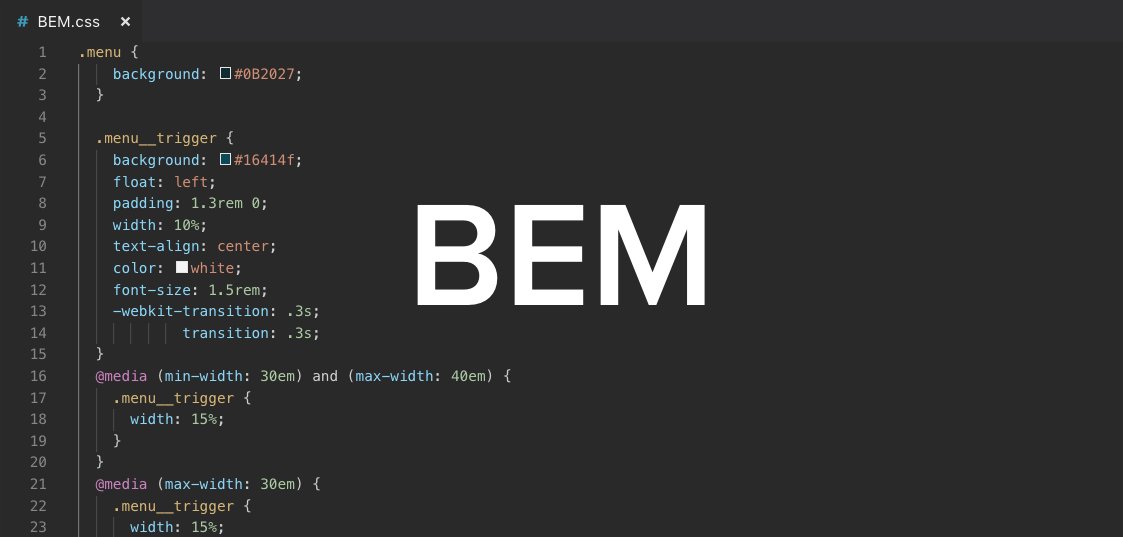 # BEM.css ×
1 .menu {
2 background: #0B2027;
3 }
4
5 .menu__trigger {
6 background: #16414f;
7 float: left;
8 padding: 1.3rem 0;
9 width: 10%;
10 text-align: center;
11 color: white;
12 font-size: 1.5rem;
13 -webkit-transition: .3s;
14 transition: .3s;
15 }
16 @media (min-width: 30em) and (max-width: 40em) {
17 .menu__trigger {
18 width: 15%;
19 }
20 }
21 @media (max-width: 30em) {
22 .menu__trigger {
23 width: 15%;
BEM